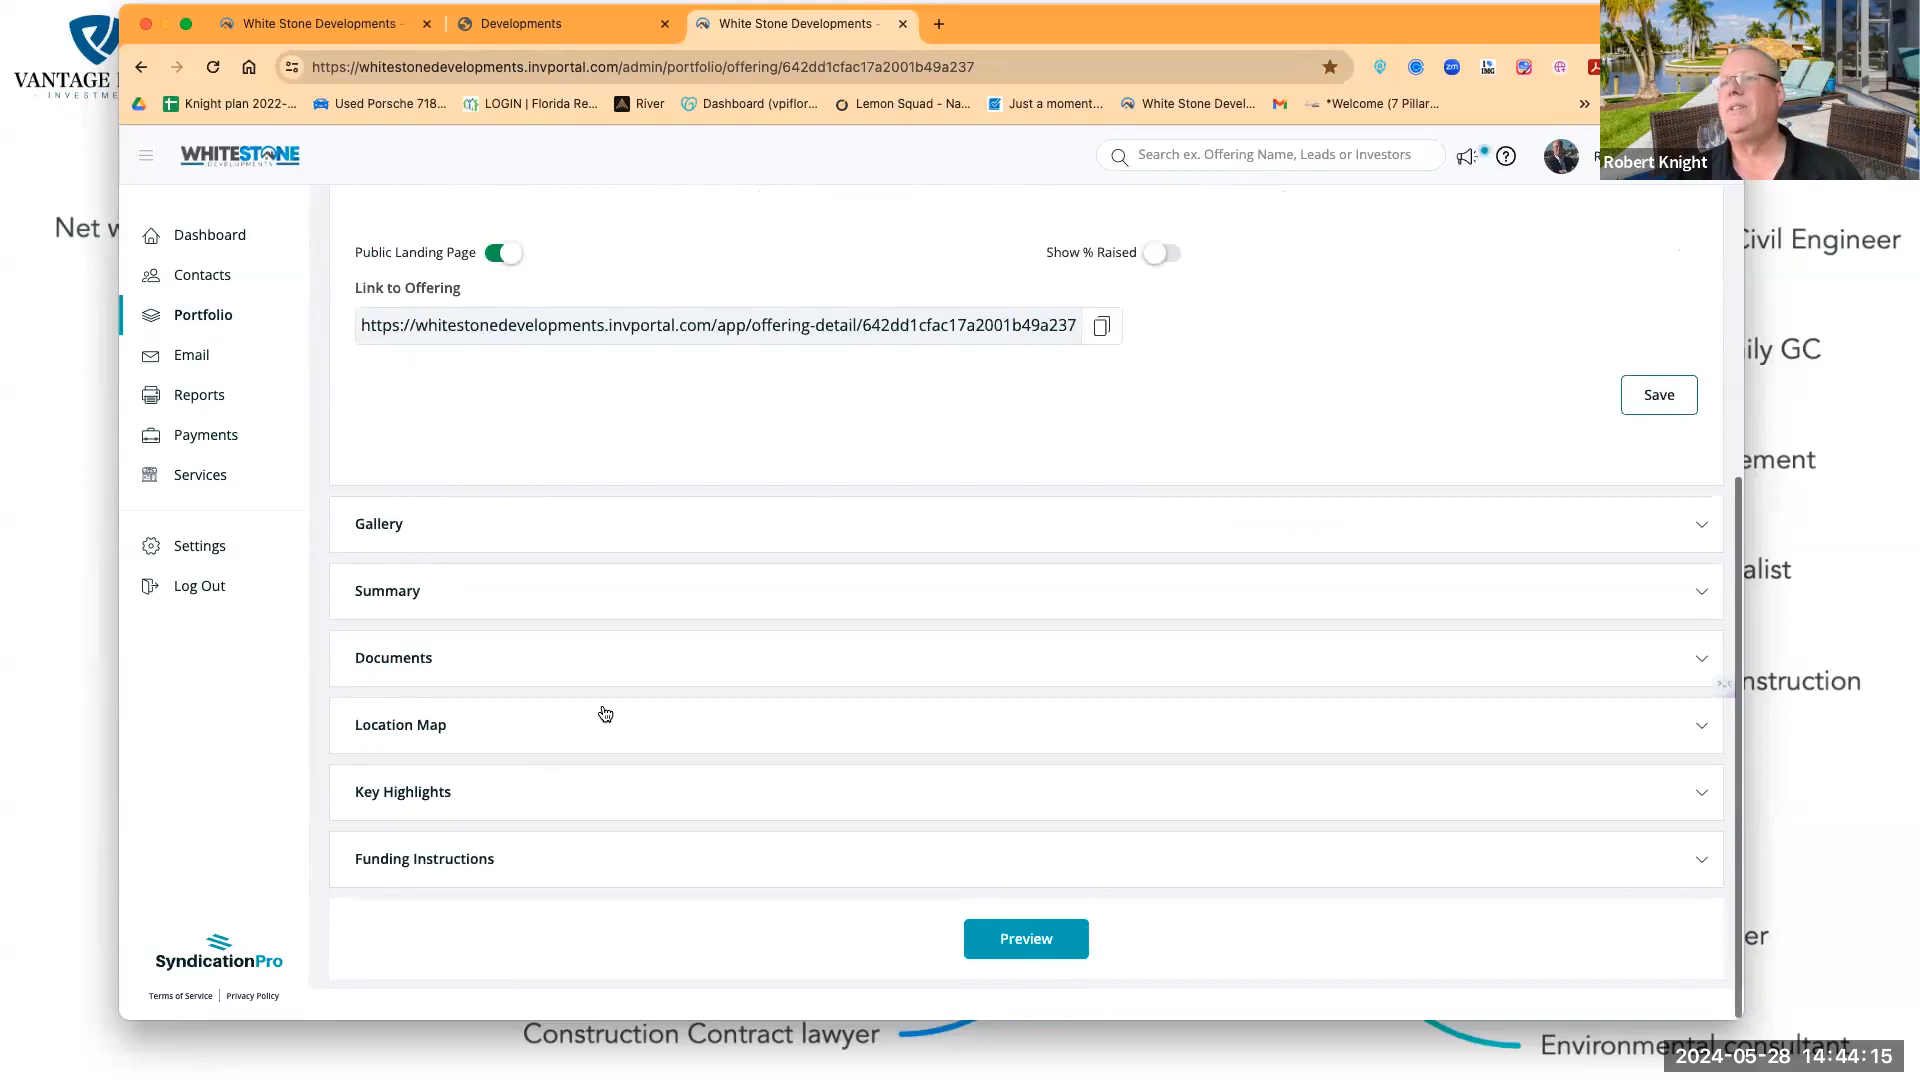 White Stone Developments -
Developments
White Stone Developments -
https://whitestonedevelopments.invportal.com/admin/portfolio/offering/642dd1cfac17a2001b49a237
Knight plan 2022-...
Used Porsche 718...
LOGIN | Florida Re...
River
Dashboard (vpiflor...
Lemon Squad - Na...
Just a moment...
White Stone Devel...
*Welcome (7 Pillar...
VANTAGE
INVESTME
WHITESTONE
DEVELOPMENTS
Search ex. Offering Name, Leads or Investors
Robert Knight
Net w
Civil Engineer
ily GC
ement
alist
nstruction
er
Dashboard
Contacts
Portfolio
Email
Reports
Payments
Services
Settings
Log Out
SyndicationPro
Terms of Service | Privacy Policy
Public Landing Page
Show % Raised
Link to Offering
https://whitestonedevelopments.invportal.com/app/offering-detail/642dd1cfac17a2001b49a237
Save
Gallery
Summary
Documents
Location Map
Key Highlights
Funding Instructions
Preview
Construction Contract lawyer
Environmental consultant
2024-05-28 14:44:15